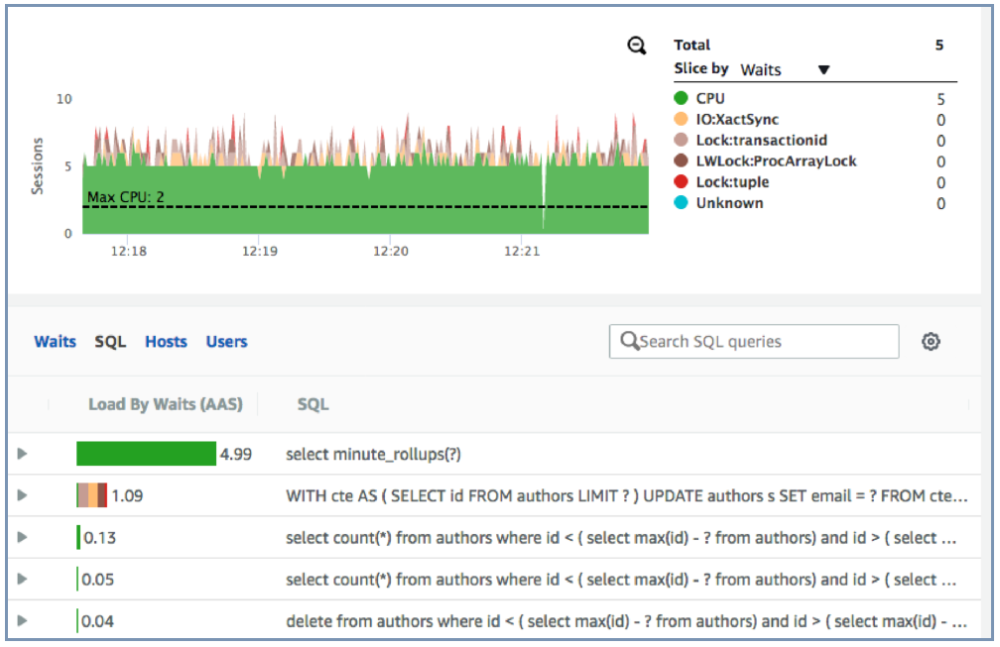 Total 5
Slice by Waits
10
5
0
Sessions
Max CPU: 2
12:18 12:19 12:20 12:21
CPU 5
IO:XactSync 0
Lock:transactionid 0
LWLock:ProcArrayLock 0
Lock:tuple 0
Unknown 0
Waits SQL Hosts Users
Search SQL queries
Load By Waits (AAS) SQL
4.99 select minute_rollups(?)
1.09 WITH cte AS ( SELECT id FROM authors LIMIT ? ) UPDATE authors s SET email = ? FROM cte...
0.13 select count(*) from authors where id < ( select max(id) - ? from authors) and id > ( select ...
0.05 select count(*) from authors where id < ( select max(id) - ? from authors) and id > ( select ...
0.04 delete from authors where id < ( select max(id) - ? from authors) and id > ( select max(id) - ...